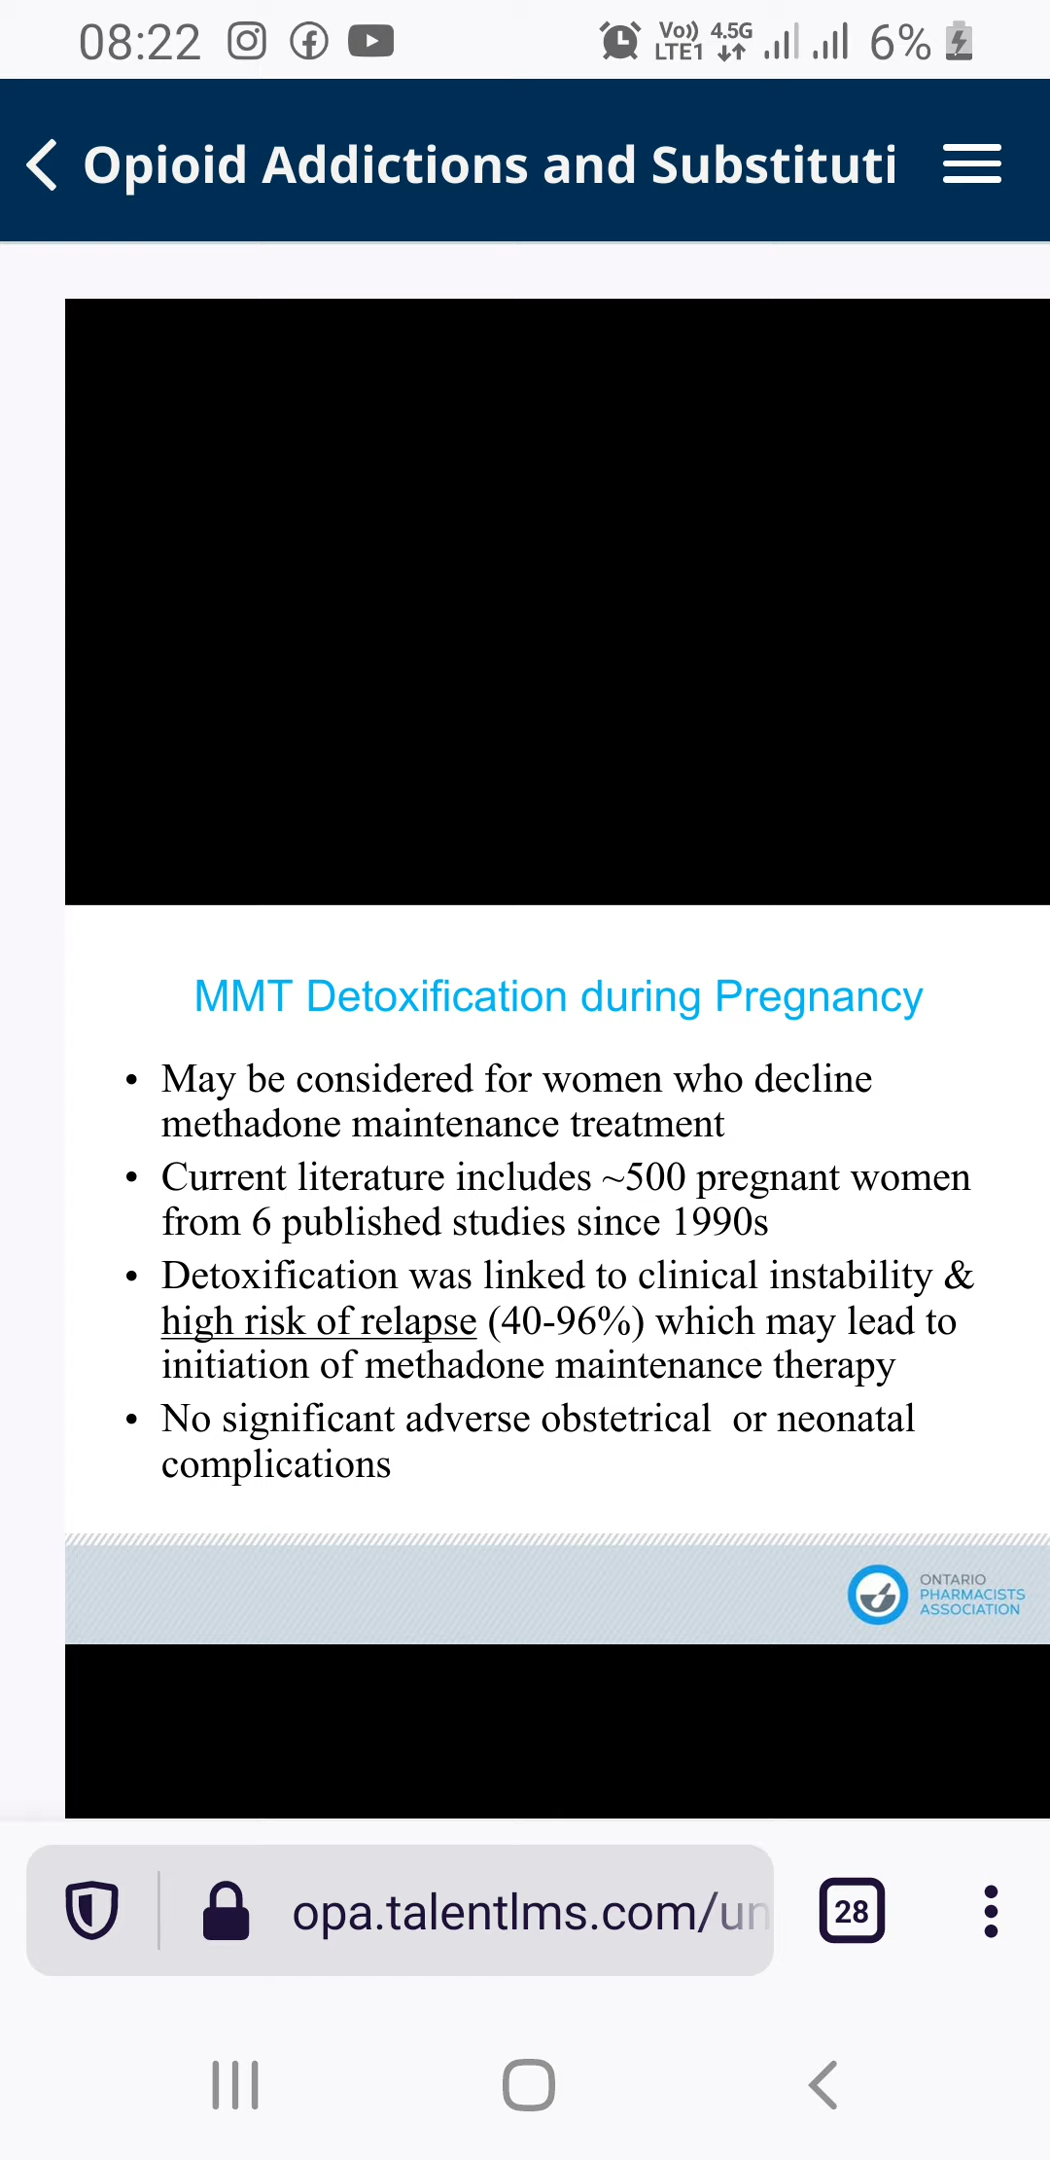 08:22 Vo)) LTE1 4.5G 6%
Opioid Addictions and Substituti
MMT Detoxification during Pregnancy
• May be considered for women who decline
methadone maintenance treatment
• Current literature includes ~500 pregnant women
from 6 published studies since 1990s
• Detoxification was linked to clinical instability &
high risk of relapse (40-96%) which may lead to
initiation of methadone maintenance therapy
• No significant adverse obstetrical or neonatal
complications
ONTARIO
PHARMACISTS
ASSOCIATION
opa.talentlms.com/un 28